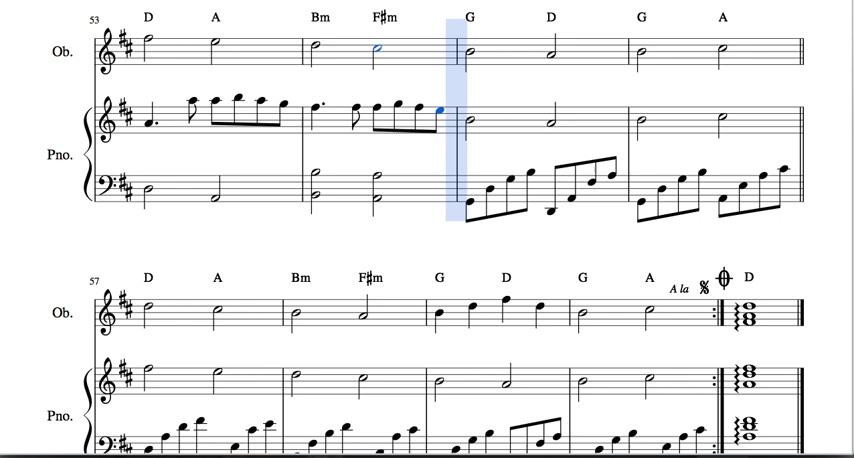 D A Bm F♯m G D G A
53
Ob.
Pno.
D A Bm F♯m G D G A D
57
A la
Ob.
Pno.